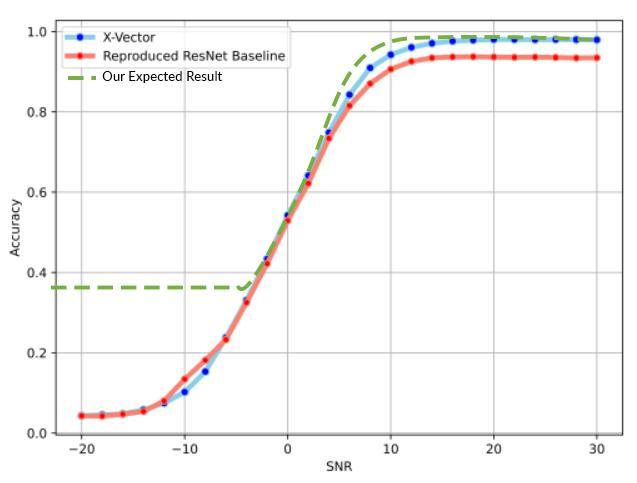 X-Vector
Reproduced ResNet Baseline
Our Expected Result
1.0
0.8
0.6
0.4
0.2
0.0
Accuracy
−20
−10
0
10
20
30
SNR